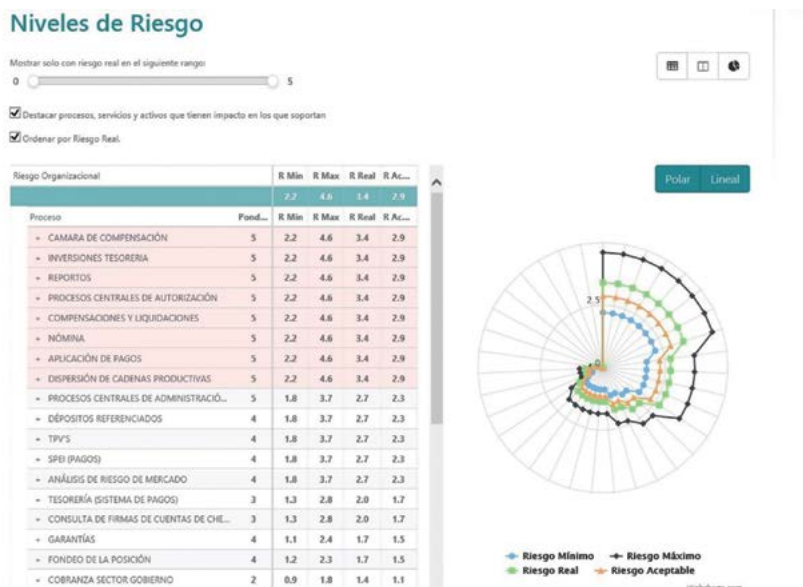 Niveles de Riesgo
Mostrar solo con riesgo real en el siguiente rango:
0 5
Destacar procesos, servicios y activos que tienen impacto en los que soportan
Ordenar por Riesgo Real.
Riesgo Organizacional R Min R Max R Real R Ac...
2.2 4.6 3.4 2.9
Proceso Pond... R Min R Max R Real R Ac...
+ CAMARA DE COMPENSACIÓN 5 2.2 4.6 3.4 2.9
+ INVERSIONES TESORERIA 5 2.2 4.6 3.4 2.9
+ REPORTOS 5 2.2 4.6 3.4 2.9
+ PROCESOS CENTRALES DE AUTORIZACIÓN 5 2.2 4.6 3.4 2.9
+ COMPENSACIONES Y LIQUIDACIONES 5 2.2 4.6 3.4 2.9
+ NÓMINA 5 2.2 4.6 3.4 2.9
+ APLICACIÓN DE PAGOS 5 2.2 4.6 3.4 2.9
+ DISPERSIÓN DE CADENAS PRODUCTIVAS 5 2.2 4.6 3.4 2.9
+ PROCESOS CENTRALES DE ADMINISTRACIÓ... 5 1.8 3.7 2.7 2.3
+ DÉPOSITOS REFERENCIADOS 4 1.8 3.7 2.7 2.3
+ TPV'S 4 1.8 3.7 2.7 2.3
+ SPEI (PAGOS) 4 1.8 3.7 2.7 2.3
+ ANÁLISIS DE RIESGO DE MERCADO 4 1.8 3.7 2.7 2.3
+ TESORERÍA (SISTEMA DE PAGOS) 3 1.3 2.8 2.0 1.7
+ CONSULTA DE FIRMAS DE CUENTAS DE CHE... 3 1.3 2.8 2.0 1.7
+ GARANTÍAS 4 1.1 2.4 1.7 1.5
+ FONDEO DE LA POSICIÓN 4 1.2 2.3 1.7 1.5
+ COBRANZA SECTOR GOBIERNO 2 0.9 1.8 1.4 1.1
Polar Lineal
2.5
0
Riesgo Mínimo Riesgo Máximo
Riesgo Real Riesgo Aceptable